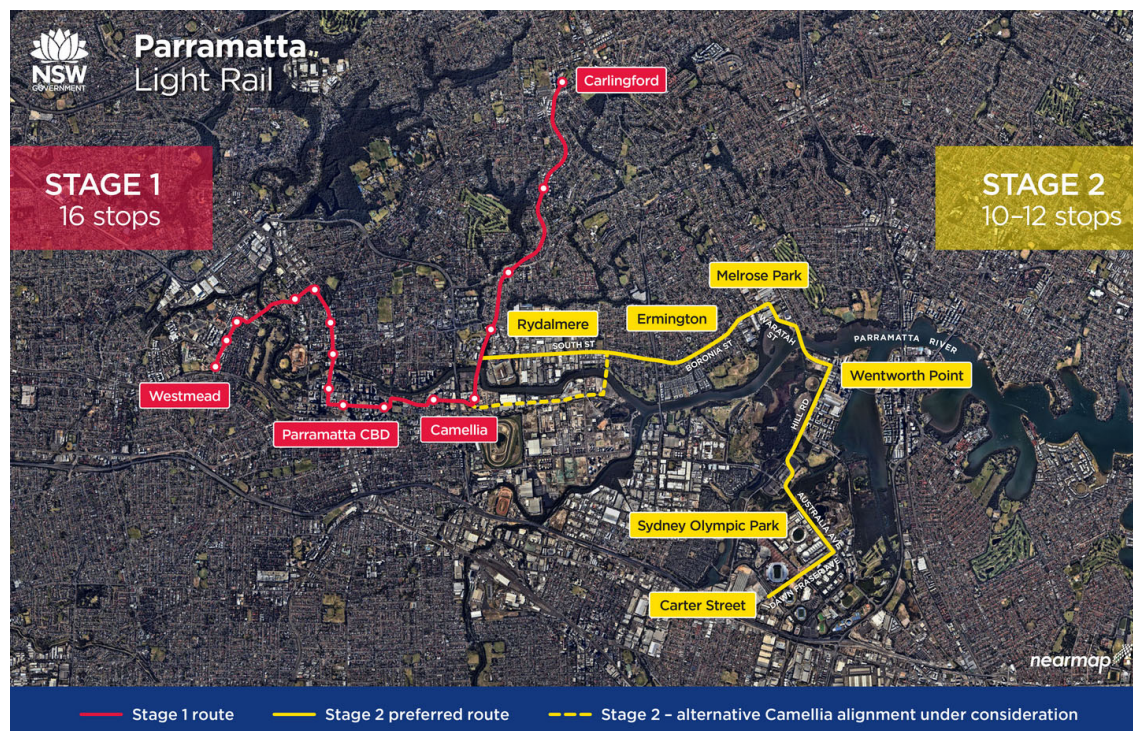 NSW
GOVERNMENT
Parramatta
Light Rail
Carlingford
STAGE 1
16 stops
STAGE 2
10–12 stops
Melrose Park
Ermington
Rydalmere
SOUTH ST
BORONIA ST
WARATAH ST
PARRAMATTA RIVER
Wentworth Point
Westmead
Parramatta CBD
Camellia
HILL RD
AUSTRALIA AVE
Sydney Olympic Park
DAWN FRASER AVE
Carter Street
nearmap
Stage 1 route
Stage 2 preferred route
Stage 2 – alternative Camellia alignment under consideration